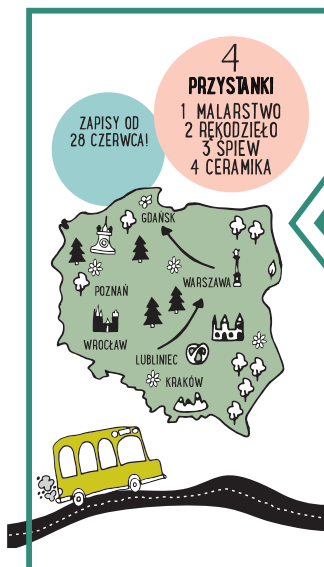 4
PRZYSTANKI
1 MALARSTWO
2 RĘKODZIEŁO
3 ŚPIEW
4 CERAMIKA
ZAPISY OD
28 CZERWCA!
GDAŃSK
WARSZAWA
POZNAŃ
WROCŁAW
LUBLINIEC
KRAKÓW